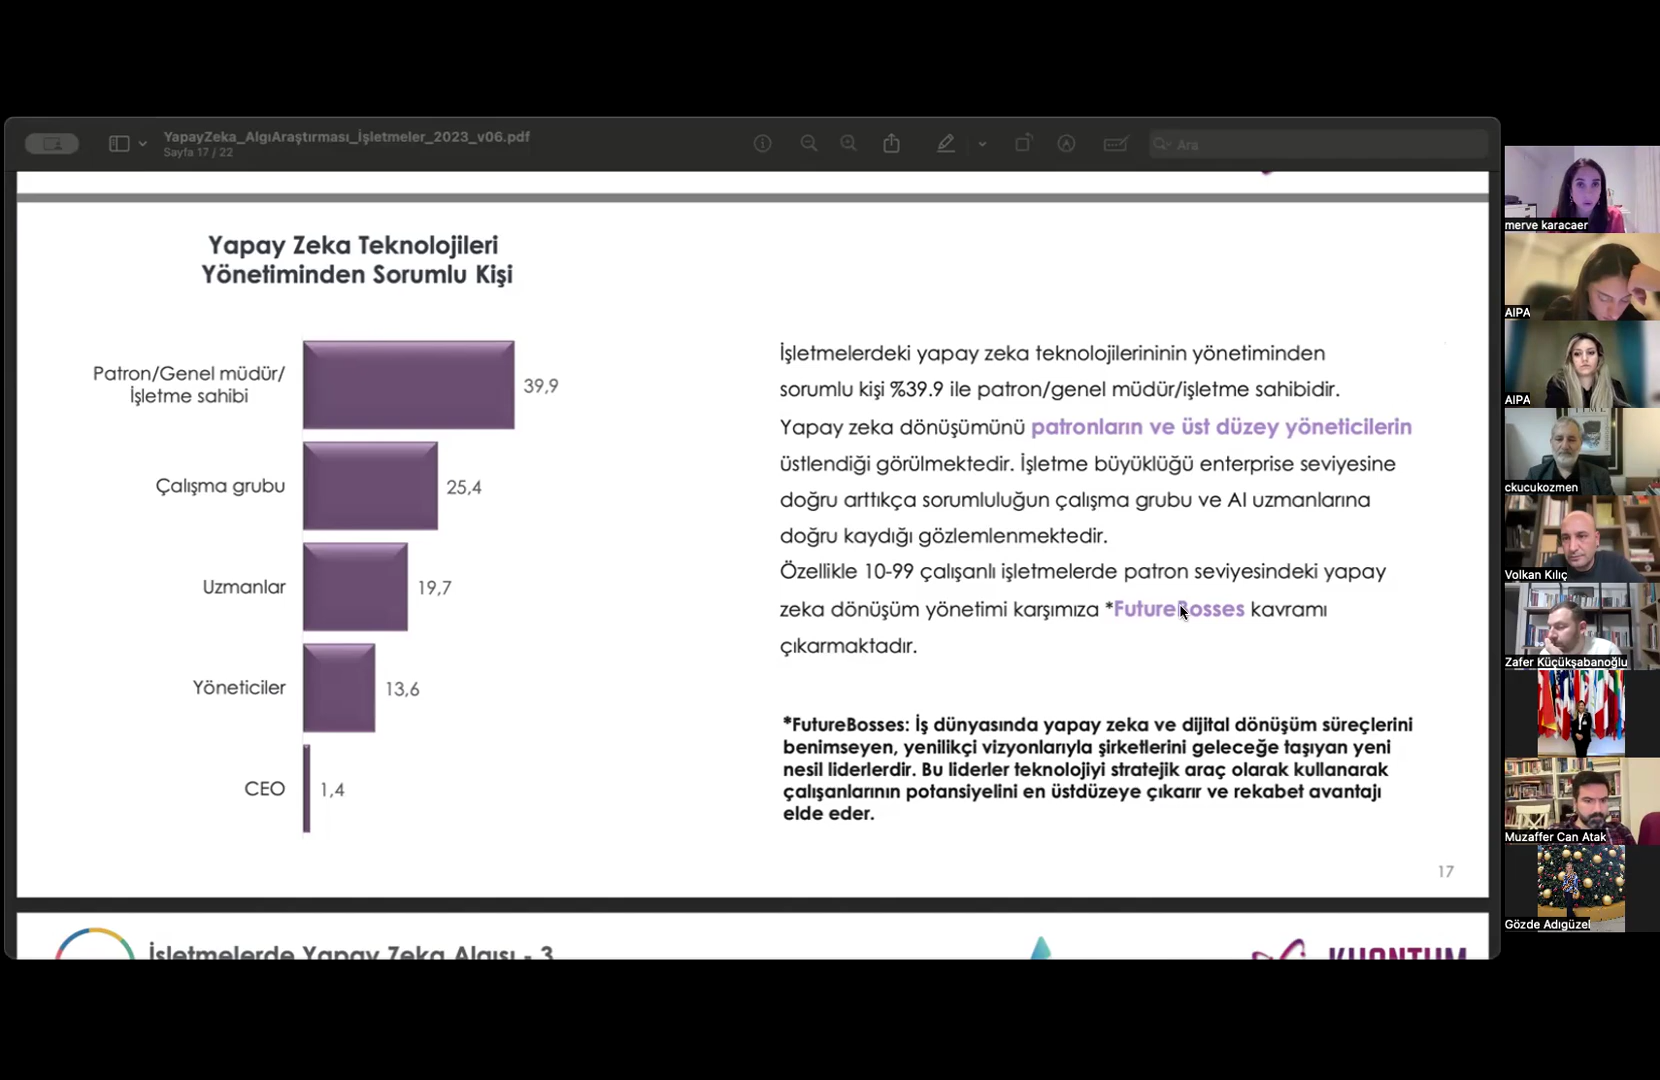 YapayZeka_AlgıAraştırması_İşletmeler_2023_v06.pdf
Sayfa 17 / 22
Ara
Yapay Zeka Teknolojileri
Yönetiminden Sorumlu Kişi
Patron/Genel müdür/
İşletme sahibi
39,9
Çalışma grubu
25,4
Uzmanlar
19,7
Yöneticiler
13,6
CEO
1,4
İşletmelerdeki yapay zeka teknolojilerininin yönetiminden
sorumlu kişi %39.9 ile patron/genel müdür/işletme sahibidir.
Yapay zeka dönüşümünü patronların ve üst düzey yöneticilerin
üstlendiği görülmektedir. İşletme büyüklüğü enterprise seviyesine
doğru arttıkça sorumluluğun çalışma grubu ve AI uzmanlarına
doğru kaydığı gözlemlenmektedir.
Özellikle 10-99 çalışanlı işletmelerde patron seviyesindeki yapay
zeka dönüşüm yönetimi karşımıza *FutureBosses kavramı
çıkarmaktadır.
*FutureBosses: İş dünyasında yapay zeka ve dijital dönüşüm süreçlerini
benimseyen, yenilikçi vizyonlarıyla şirketlerini geleceğe taşıyan yeni
nesil liderlerdir. Bu liderler teknolojiyi stratejik araç olarak kullanarak
çalışanlarının potansiyelini en üstdüzeye çıkarır ve rekabet avantajı
elde eder.
17
İşletmelerde Yapay Zeka Algısı - 3
KUANTUM
merve karacaer
AIPA
AIPA
ckucukozmen
Volkan Kılıç
Zafer Küçükşabanoğlu
Muzaffer Can Atak
Gözde Adıgüzel